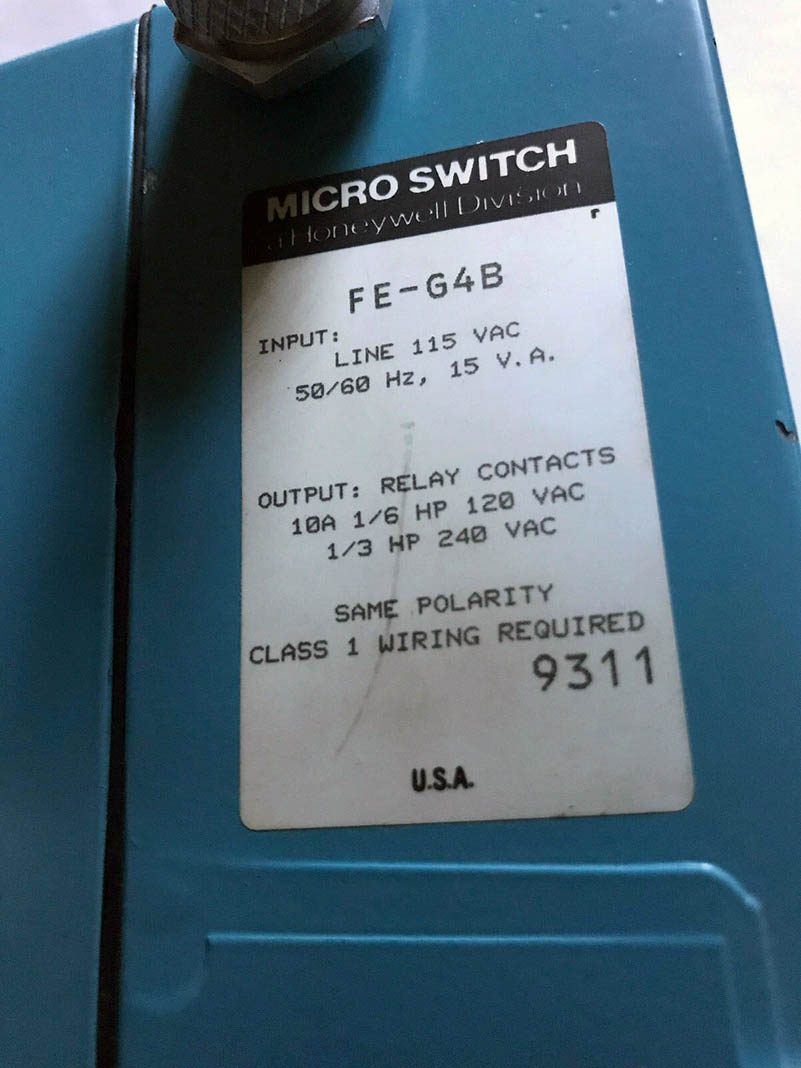 MICRO SWITCH
a Honeywell Division
FE-G4B
INPUT:
LINE 115 VAC
50/60 Hz, 15 V.A.
OUTPUT: RELAY CONTACTS
10A 1/6 HP 120 VAC
1/3 HP 240 VAC
SAME POLARITY
CLASS 1 WIRING REQUIRED
9311
U.S.A.